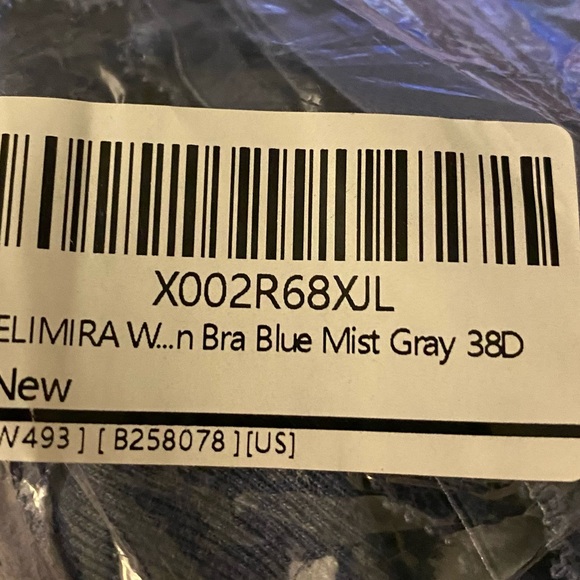 X002R68XJL
ELIMIRA W...n Bra Blue Mist Gray 38D
New
W493] [ B258078 ][US]